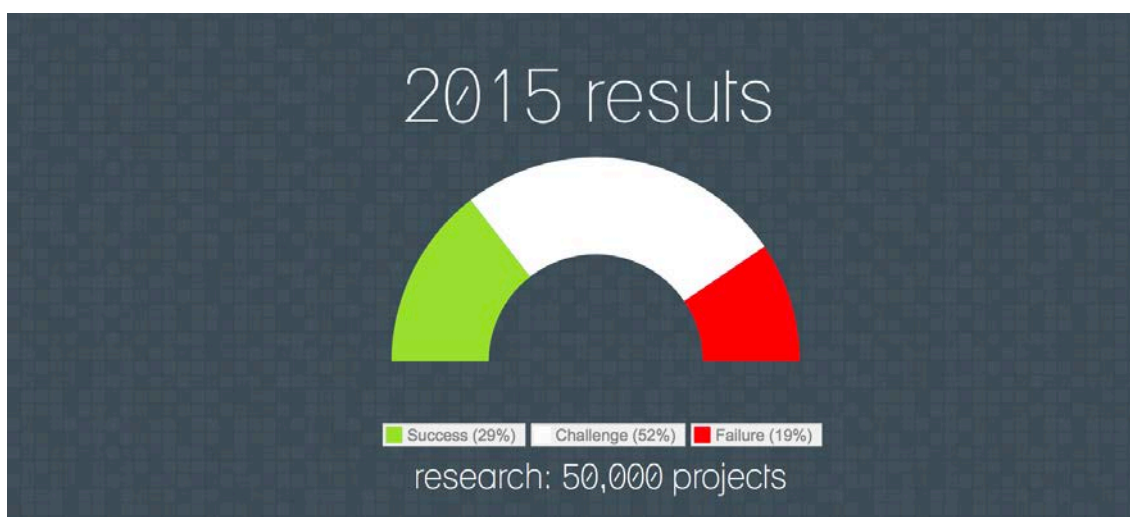 2015 resuts
Success (29%) Challenge (52%) Failure (19%)
research: 50,000 projects